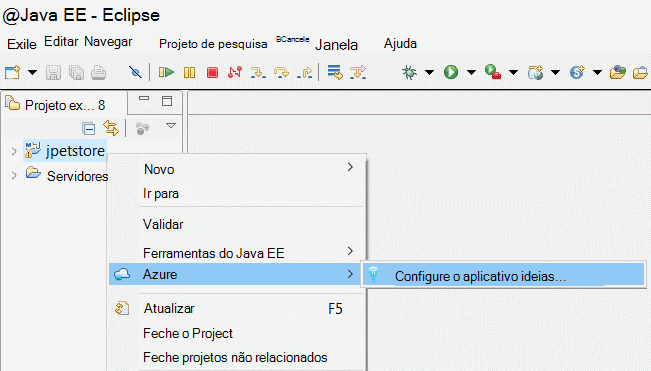 @Java EE - Eclipse
Exile Editar Navegar Projeto de pesquisa BCancele Janela Ajuda
Projeto ex... 8
jpetstore
Servidores
Novo
Ir para
Validar
Ferramentas do Java EE
Azure
Configure o aplicativo ideias...
Atualizar F5
Feche o Project
Feche projetos não relacionados